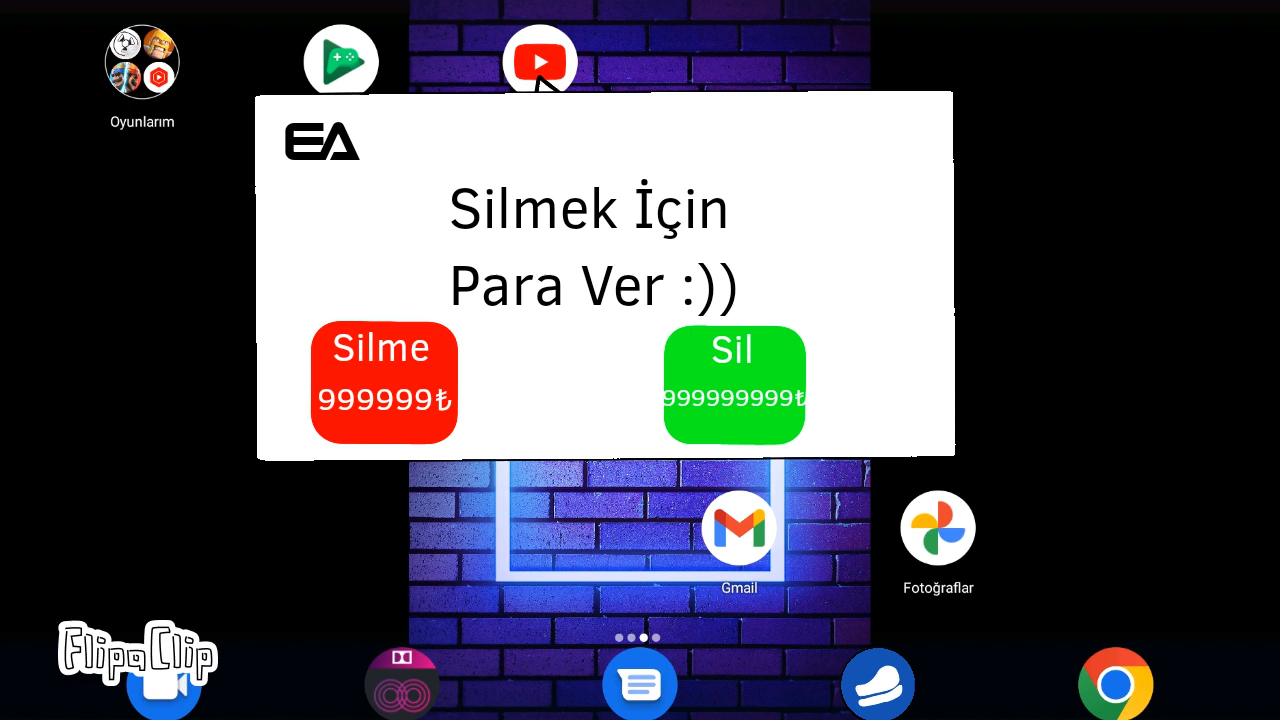 Oyunlarım
EA
Silmek İçin
Para Ver :))
Silme
999999₺
Sil
999999999₺
Gmail
Fotoğraflar
FlipaClip